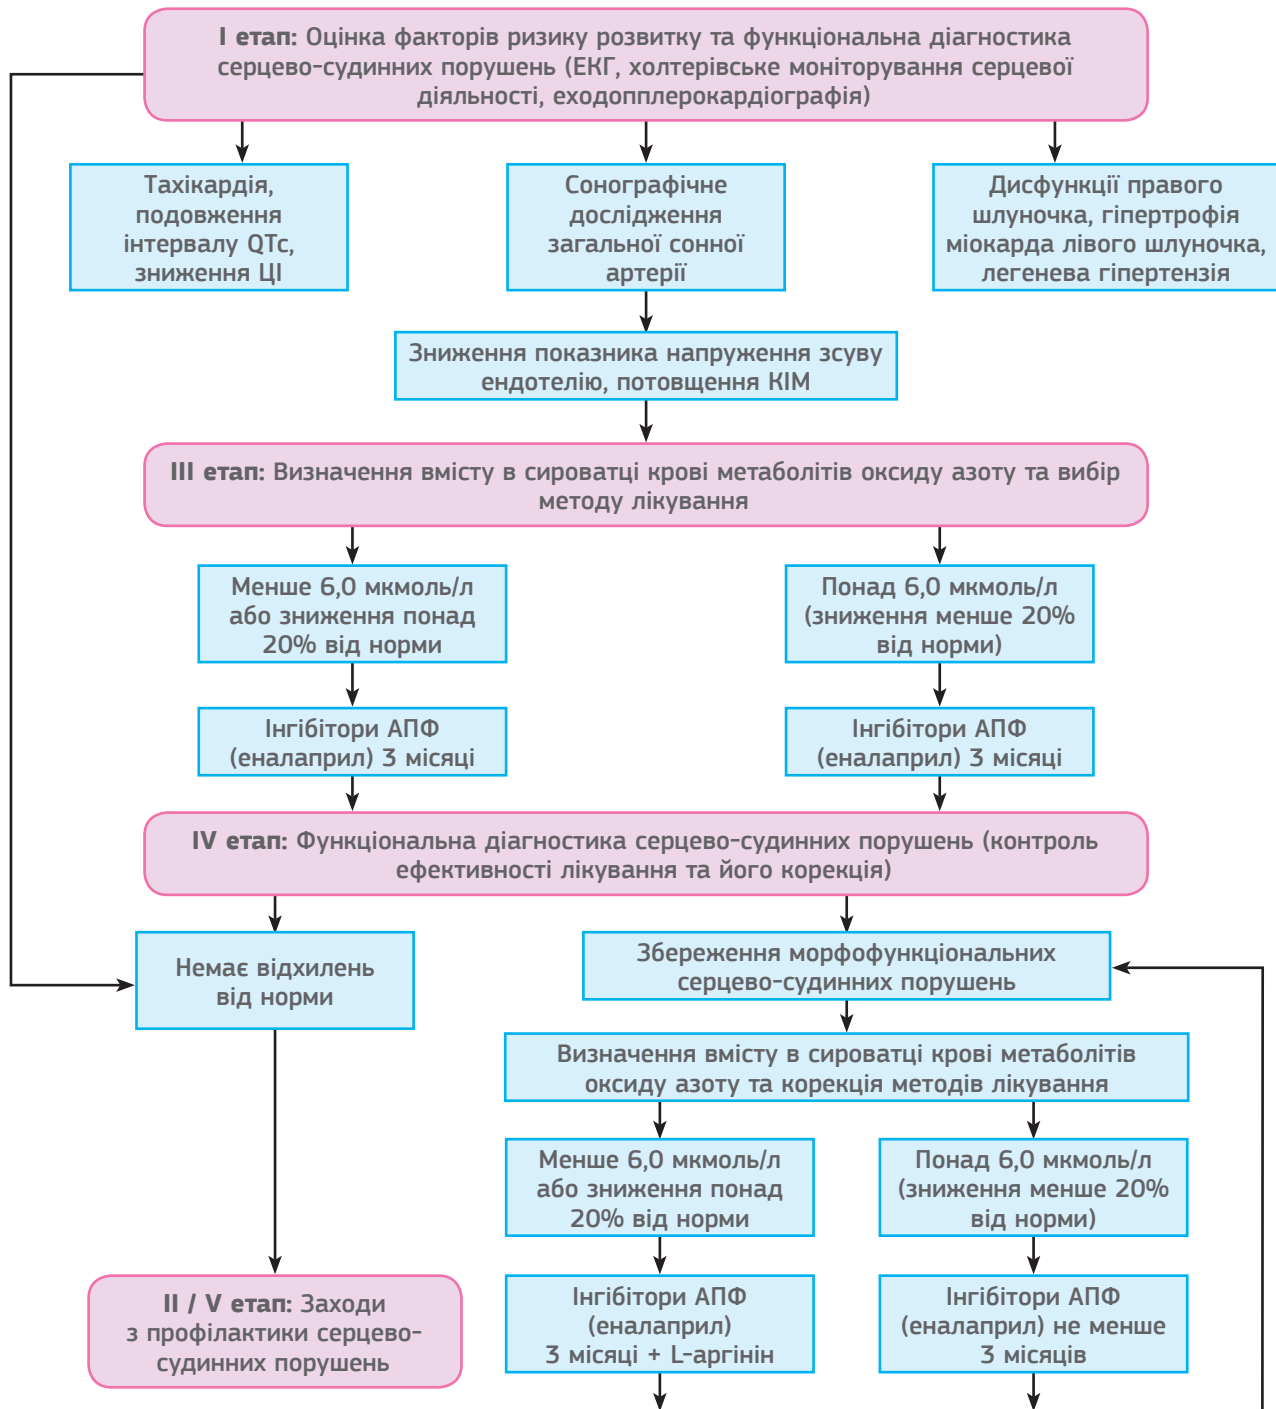 I етап: Оцінка факторів ризику розвитку та функціональна діагностика
серцево-судинних порушень (ЕКГ, холтерівське моніторування серцевої
діяльності, еходопплерокардіографія)
Тахікардія,
подовження
інтервалу QTc,
зниження ЦІ
Сонографічне
дослідження
загальної сонної
артерії
Дисфункції правого
шлуночка, гіпертрофія
міокарда лівого шлуночка,
легенева гіпертензія
Зниження показника напруження зсуву
ендотелію, потовщення КІМ
III етап: Визначення вмісту в сироватці крові метаболітів оксиду азоту та вибір
методу лікування
Менше 6,0 мкмоль/л
або зниження понад
20% від норми
Понад 6,0 мкмоль/л
(зниження менше 20%
від норми)
Інгібітори АПФ
(еналаприл) 3 місяці
Інгібітори АПФ
(еналаприл) 3 місяці
IV етап: Функціональна діагностика серцево-судинних порушень (контроль
ефективності лікування та його корекція)
Немає відхилень
від норми
Збереження морфофункціональних
серцево-судинних порушень
Визначення вмісту в сироватці крові метаболітів
оксиду азоту та корекція методів лікування
Менше 6,0 мкмоль/л
або зниження понад
20% від норми
Понад 6,0 мкмоль/л
(зниження менше 20%
від норми)
II / V етап: Заходи
з профілактики серцево-
судинних порушень
Інгібітори АПФ
(еналаприл)
3 місяці + L-аргінін
Інгібітори АПФ
(еналаприл) не менше
3 місяців